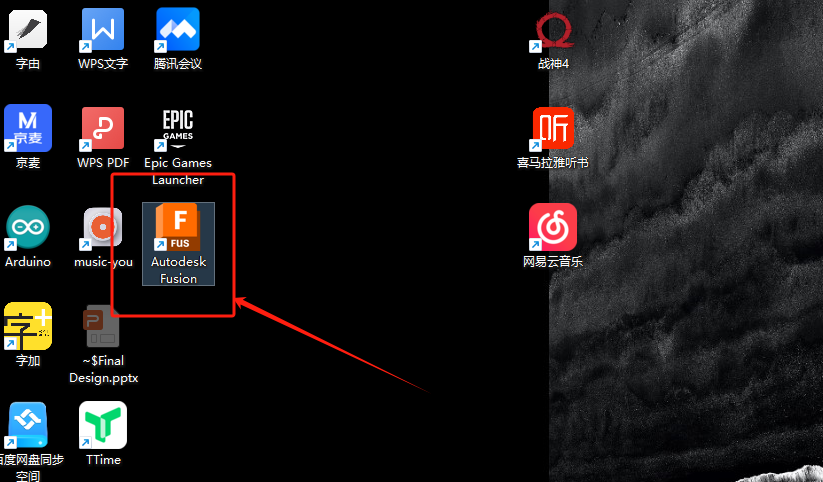 字由
WPS文字
腾讯会议
战神4
M
京麦
京麦
WPS PDF
EPIC
GAMES
Epic Games
Launcher
听
喜马拉雅听书
Arduino
music-you
F
FUS
Autodesk
Fusion
网易云音乐
字
字加
~$Final
Design.pptx
百度网盘同步
空间
TTime